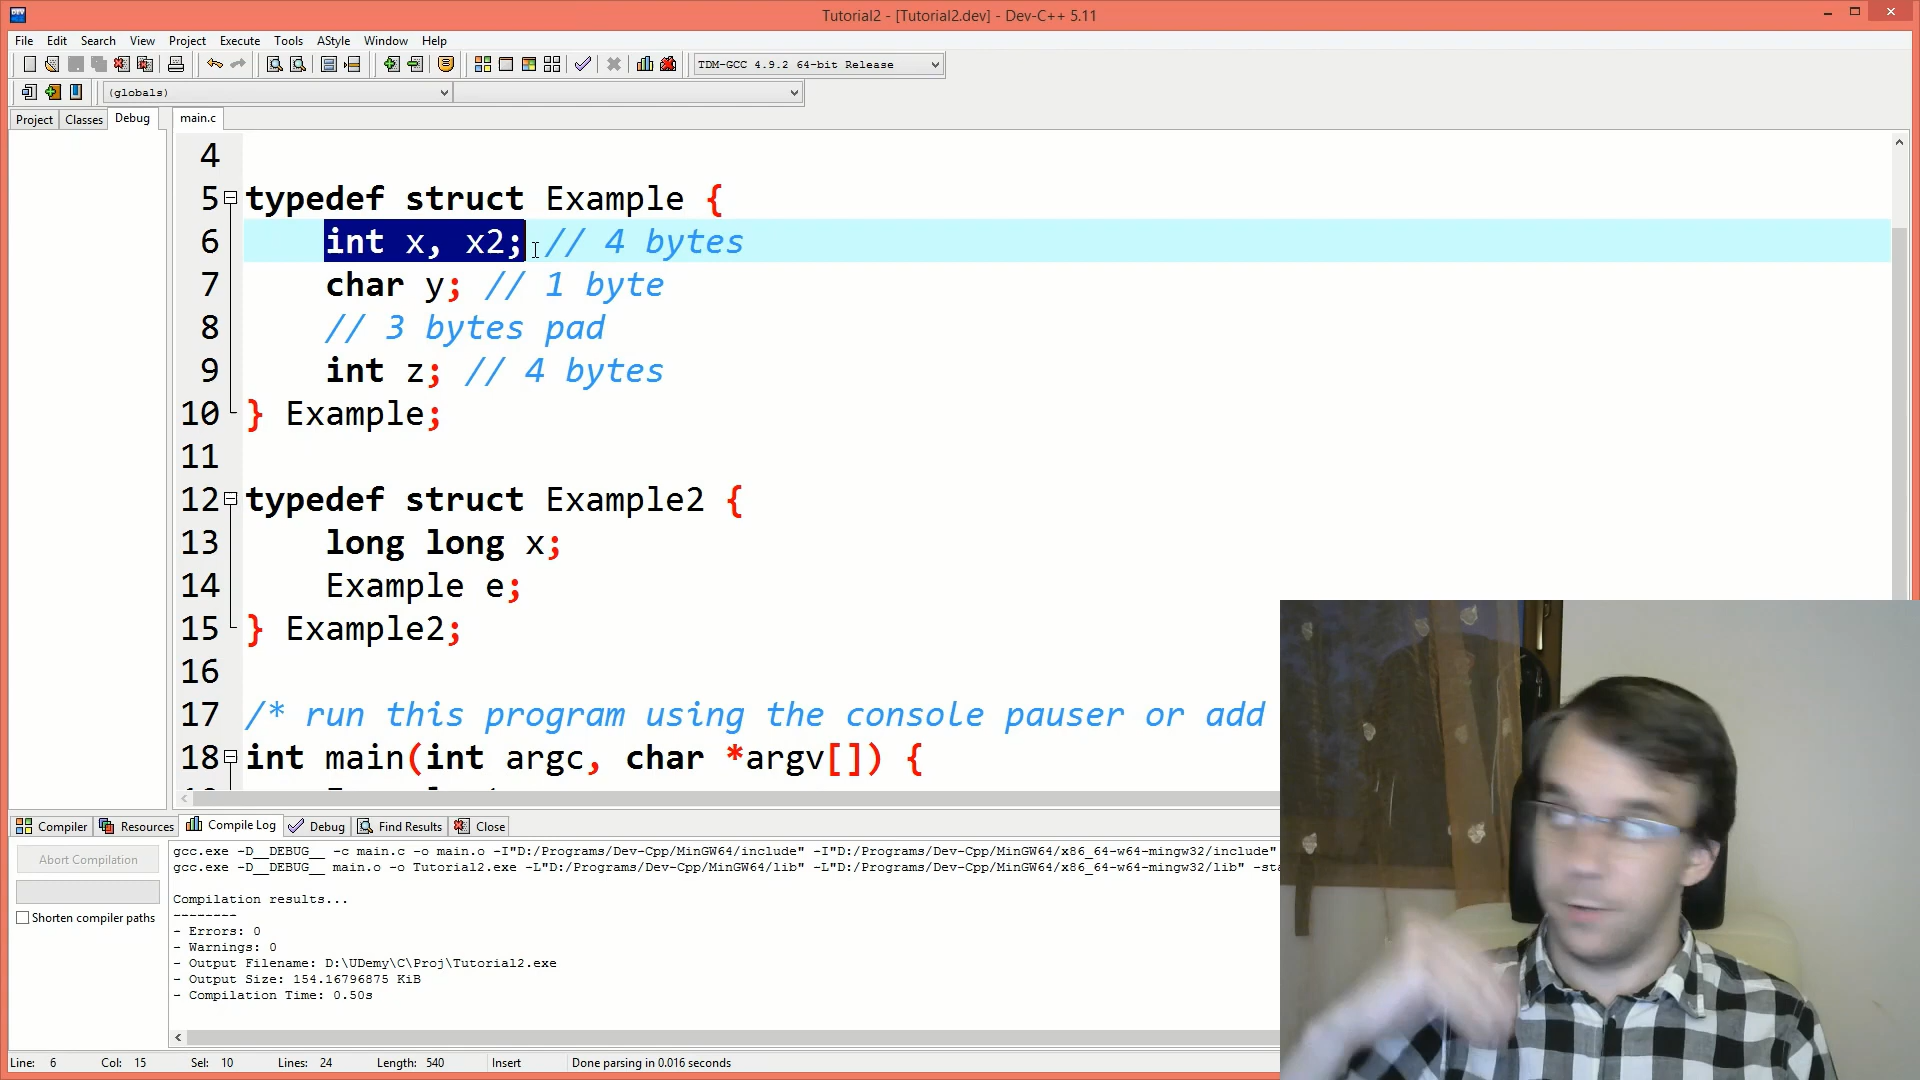 Tutorial2 - [Tutorial2.dev] - Dev-C++ 5.11
File Edit Search View Project Execute Tools AStyle Window Help
TDM-GCC 4.9.2 64-bit Release
(globals)
Project Classes Debug
main.c
4
5 typedef struct Example {
6 int x, x2; // 4 bytes
7 char y; // 1 byte
8 // 3 bytes pad
9 int z; // 4 bytes
10 } Example;
11
12 typedef struct Example2 {
13 long long x;
14 Example e;
15 } Example2;
16
17 /* run this program using the console pauser or add
18 int main(int argc, char *argv[]) {
Compiler Resources Compile Log Debug Find Results Close
Abort Compilation
Shorten compiler paths
gcc.exe -D__DEBUG__ -c main.c -o main.o -I"D:/Programs/Dev-Cpp/MinGW64/include" -I"D:/Programs/Dev-Cpp/MinGW64/x86_64-w64-mingw32/include"
gcc.exe -D__DEBUG__ main.o -o Tutorial2.exe -L"D:/Programs/Dev-Cpp/MinGW64/lib" -L"D:/Programs/Dev-Cpp/MinGW64/x86_64-w64-mingw32/lib" -sta
Compilation results...
--------
- Errors: 0
- Warnings: 0
- Output Filename: D:\UDemy\C\Proj\Tutorial2.exe
- Output Size: 154.16796875 KiB
- Compilation Time: 0.50s
Line: 6 Col: 15 Sel: 10 Lines: 24 Length: 540 Insert Done parsing in 0.016 seconds